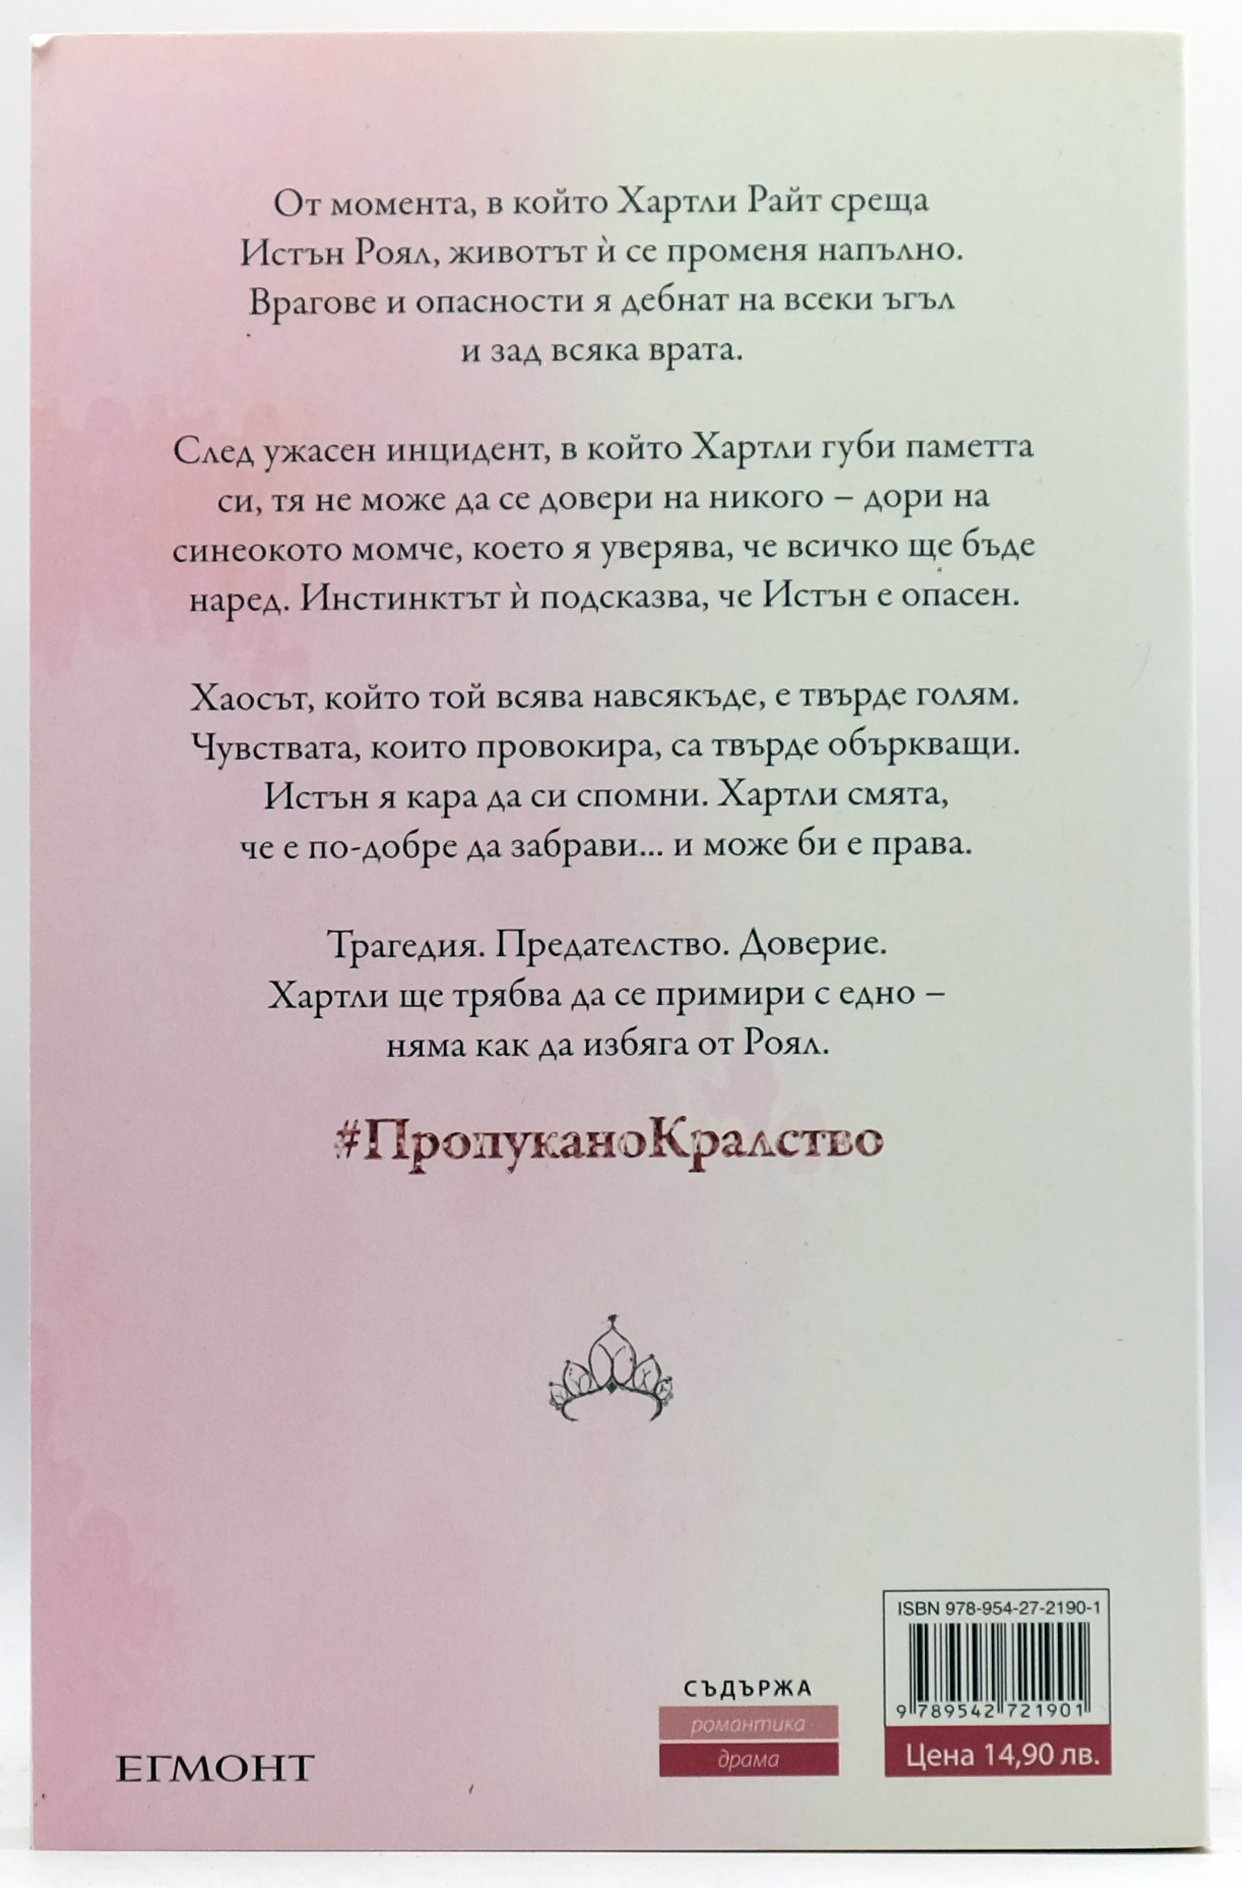 От момента, в който Хартли Райт среща
Истън Роял, животът ѝ се променя напълно.
Врагове и опасности я дебнат на всеки ъгъл
и зад всяка врата.
След ужасен инцидент, в който Хартли губи паметта
си, тя не може да се довери на никого – дори на
синеокото момче, което я уверява, че всичко ще бъде
наред. Инстинктът ѝ подсказва, че Истън е опасен.
Хаосът, който той всява навсякъде, е твърде голям.
Чувствата, които провокира, са твърде объркващи.
Истън я кара да си спомни. Хартли смята,
че е по-добре да забрави... и може би е права.
Трагедия. Предателство. Доверие.
Хартли ще трябва да се примири с едно –
няма как да избяга от Роял.
#ПропуканоКралство
ISBN 978-954-27-2190-1
9 789542 721901
Цена 14,90 лв.
СЪДЪРЖА
романтика
драма
ЕГМОНТ